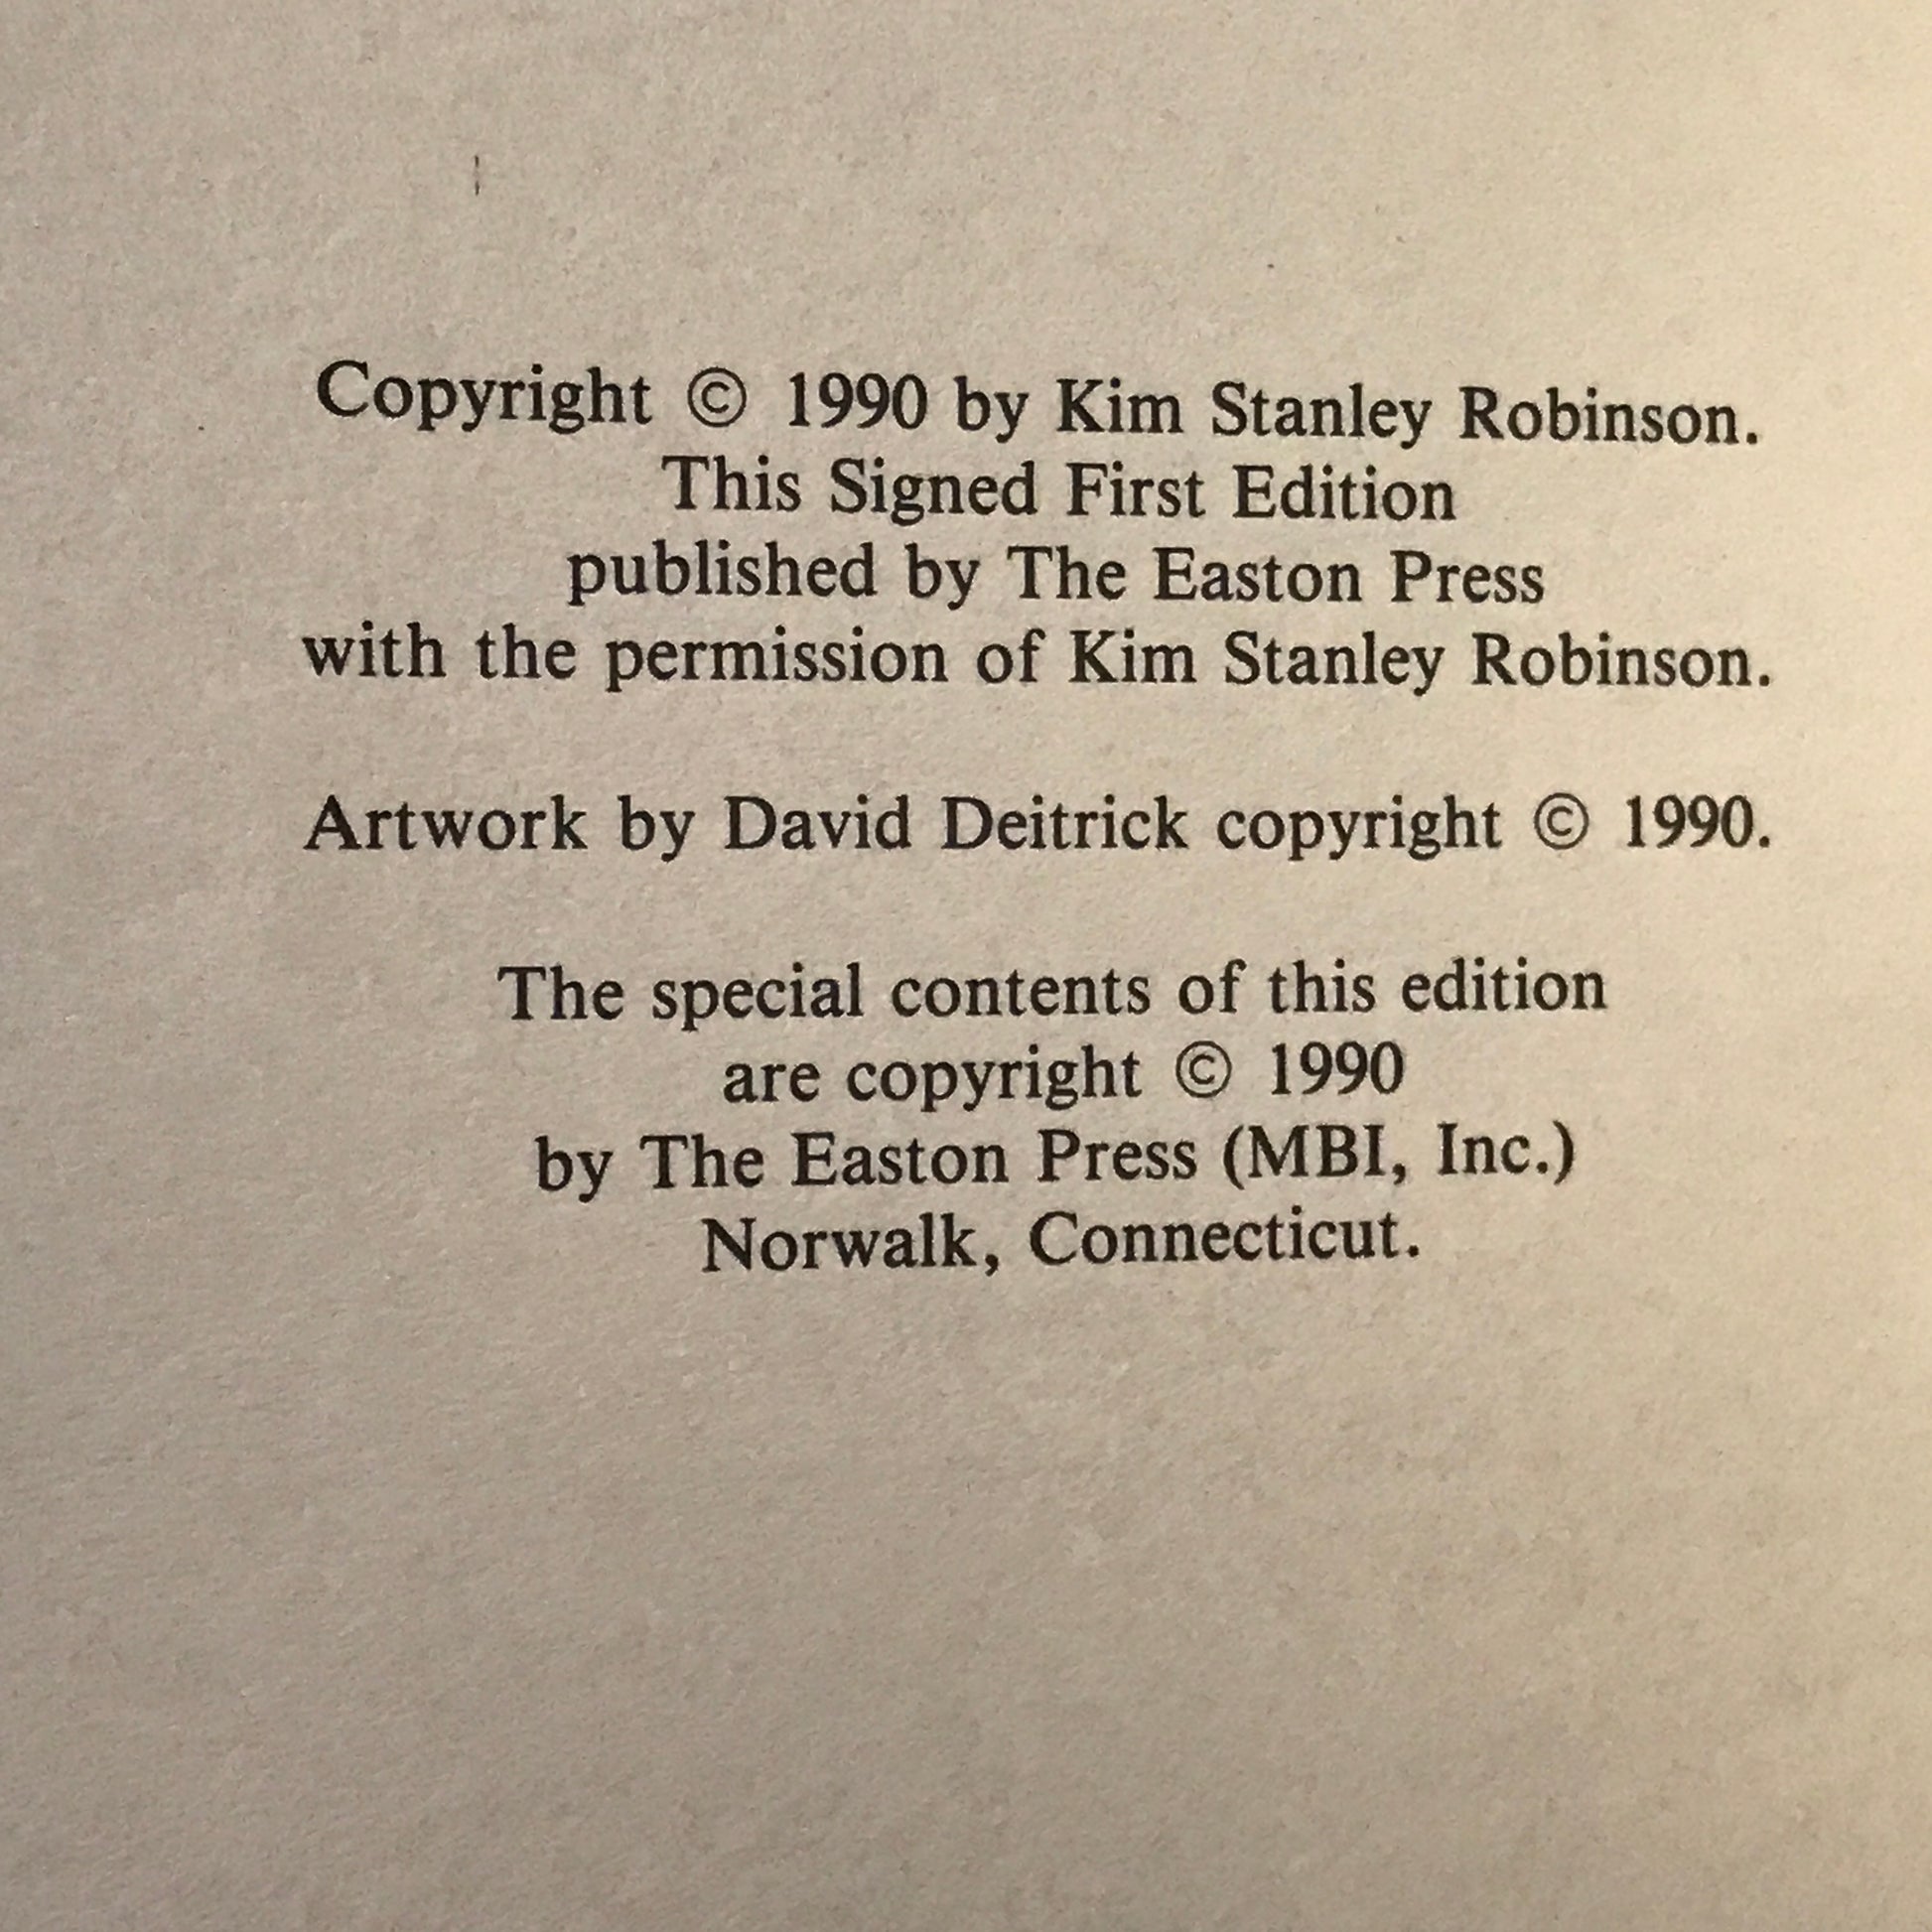 Copyright © 1990 by Kim Stanley Robinson.
This Signed First Edition
published by The Easton Press
with the permission of Kim Stanley Robinson.
Artwork by David Deitrick copyright © 1990.
The special contents of this edition
are copyright © 1990
by The Easton Press (MBI, Inc.)
Norwalk, Connecticut.